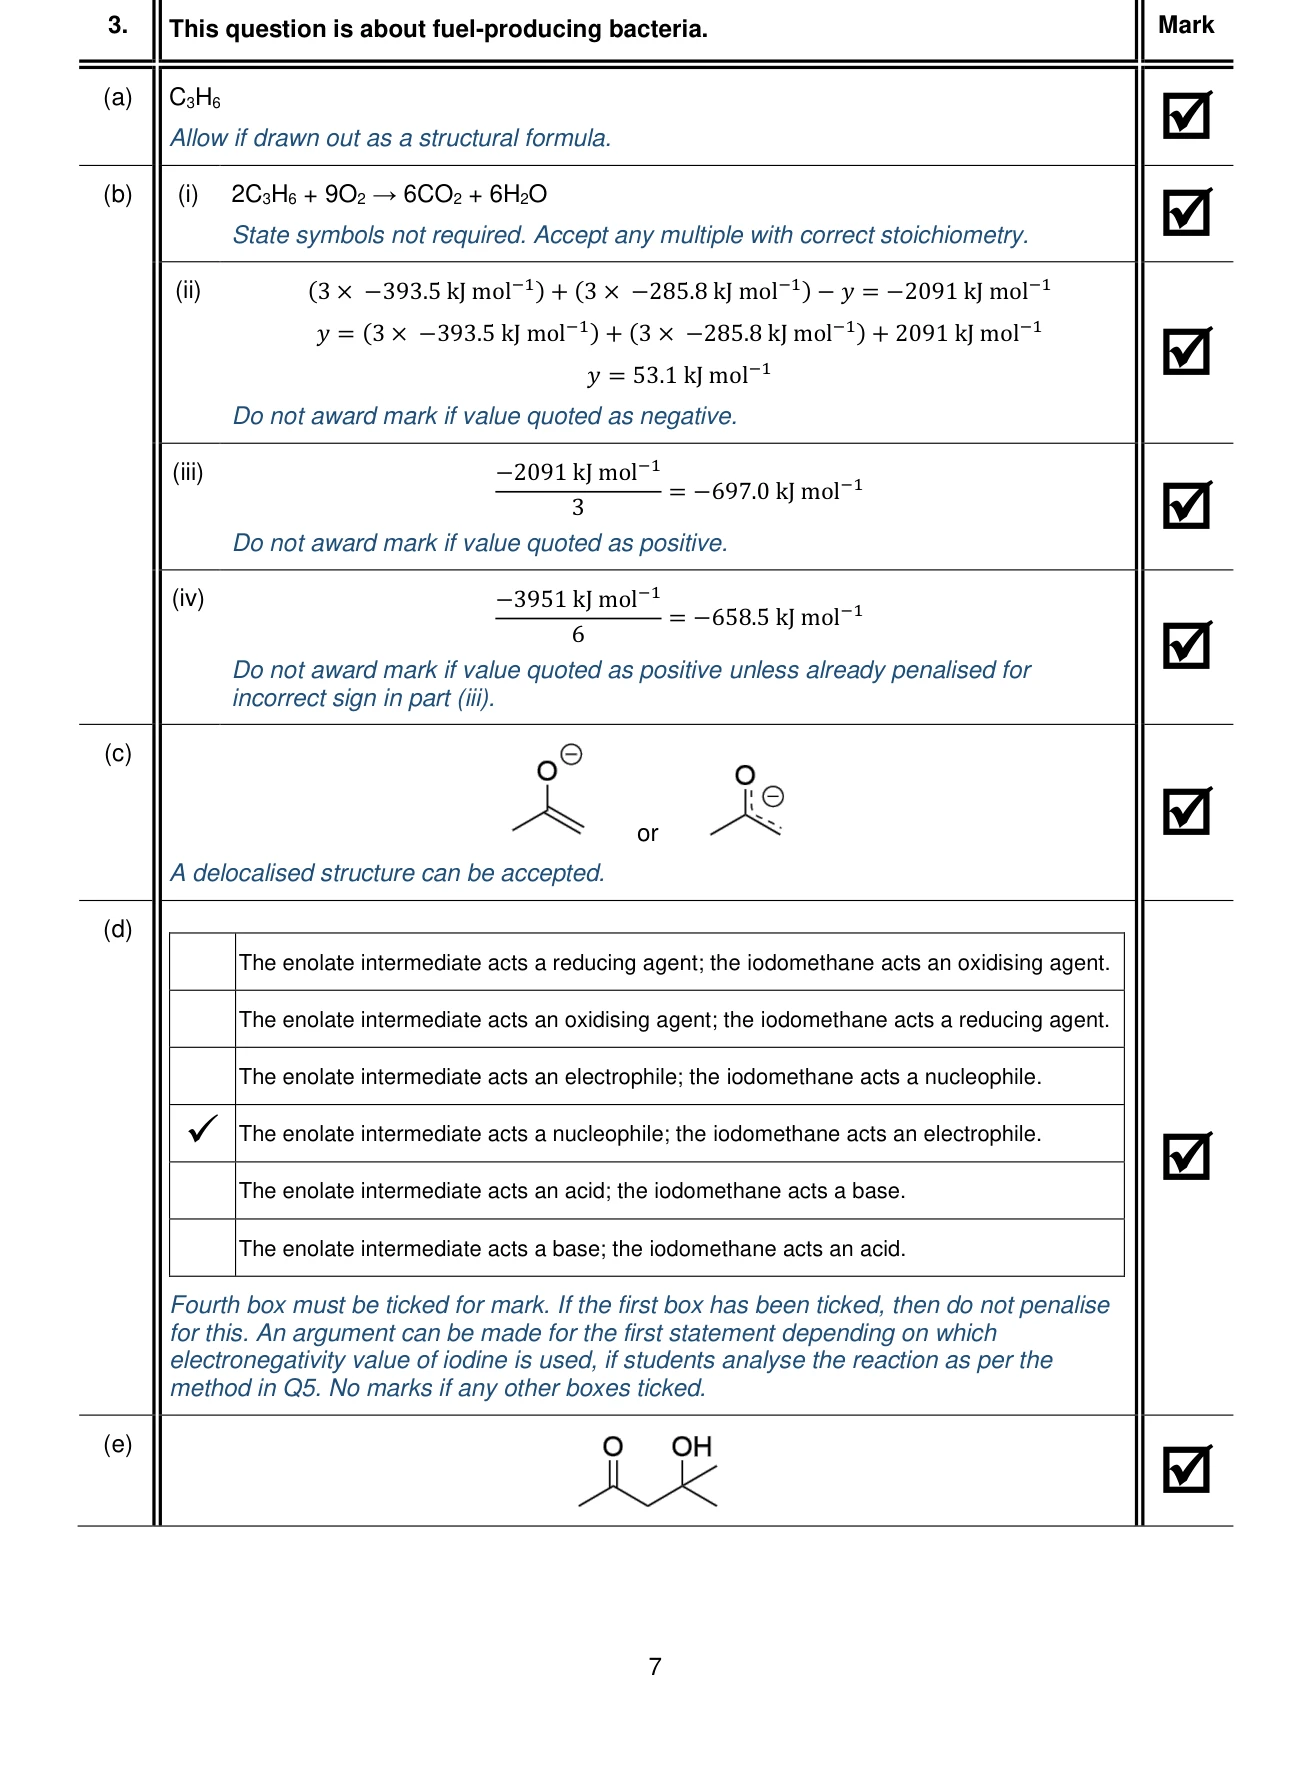 3. This question is about fuel-producing bacteria. Mark
(a) C₃H₆
Allow if drawn out as a structural formula.
(b) (i) 2C₃H₆ + 9O₂ → 6CO₂ + 6H₂O
State symbols not required. Accept any multiple with correct stoichiometry.
(ii) (3 × −393.5 kJ mol⁻¹) + (3 × −285.8 kJ mol⁻¹) − y = −2091 kJ mol⁻¹
y = (3 × −393.5 kJ mol⁻¹) + (3 × −285.8 kJ mol⁻¹) + 2091 kJ mol⁻¹
y = 53.1 kJ mol⁻¹
Do not award mark if value quoted as negative.
(iii) −2091 kJ mol⁻¹
= −697.0 kJ mol⁻¹
3
Do not award mark if value quoted as positive.
(iv) −3951 kJ mol⁻¹
= −658.5 kJ mol⁻¹
6
Do not award mark if value quoted as positive unless already penalised for
incorrect sign in part (iii).
(c)
O⊖ O ⊖
or
A delocalised structure can be accepted.
(d)
The enolate intermediate acts a reducing agent; the iodomethane acts an oxidising agent.
The enolate intermediate acts an oxidising agent; the iodomethane acts a reducing agent.
The enolate intermediate acts an electrophile; the iodomethane acts a nucleophile.
✓ The enolate intermediate acts a nucleophile; the iodomethane acts an electrophile.
The enolate intermediate acts an acid; the iodomethane acts a base.
The enolate intermediate acts a base; the iodomethane acts an acid.
Fourth box must be ticked for mark. If the first box has been ticked, then do not penalise
for this. An argument can be made for the first statement depending on which
electronegativity value of iodine is used, if students analyse the reaction as per the
method in Q5. No marks if any other boxes ticked.
(e) O OH
7